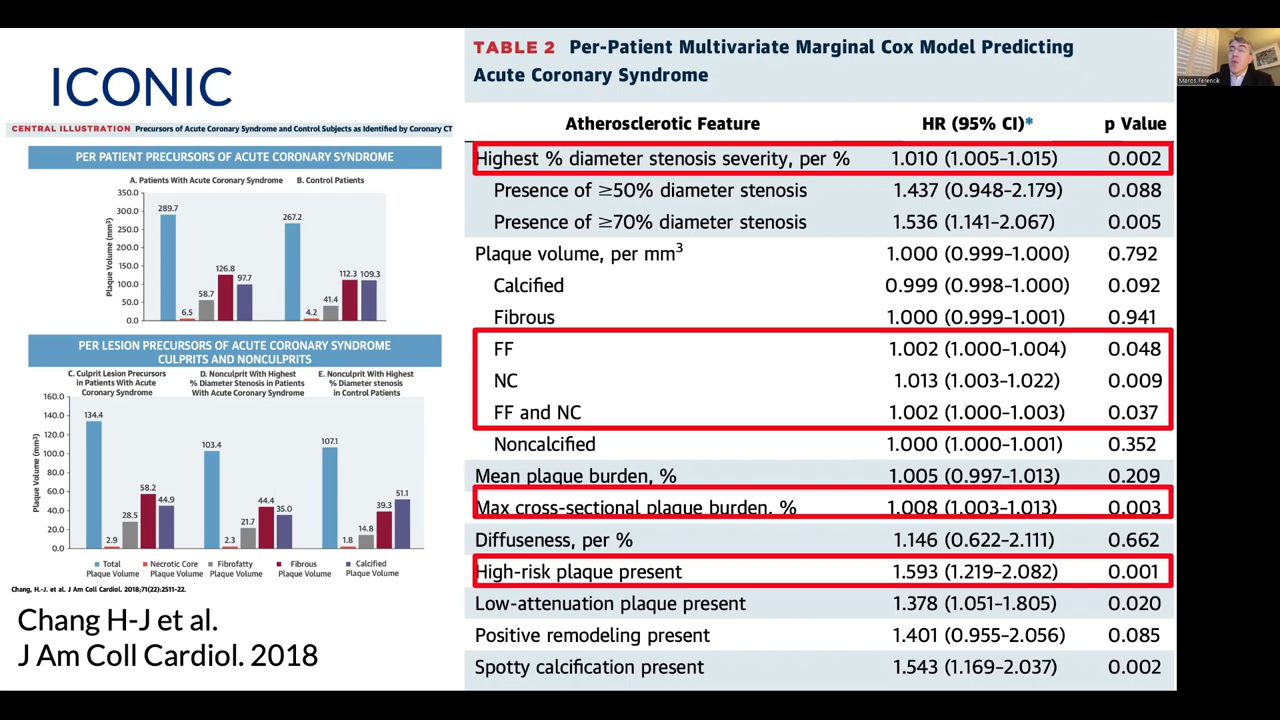 ICONIC
CENTRAL ILLUSTRATION Precursors of Acute Coronary Syndrome and Control Subjects as Identified by Coronary CT
PER PATIENT PRECURSORS OF ACUTE CORONARY SYNDROME
A. Patients With Acute Coronary Syndrome
B. Control Patients
Plaque Volume (mm³)
350.0
300.0
250.0
200.0
150.0
100.0
50.0
0.0
289.7
6.5
58.7
126.8
97.7
267.2
4.2
41.4
112.3
109.3
PER LESION PRECURSORS OF ACUTE CORONARY SYNDROME
CULPRITS AND NONCULPRITS
C. Culprit Lesion Precursors
in Patients With Acute
Coronary Syndrome
D. Nonculprit With Highest
% Diameter Stenosis in Patients
With Acute Coronary Syndrome
E. Nonculprit With Highest
% Diameter stenosis
in Control Patients
Plaque Volume (mm³)
160.0
140.0
120.0
100.0
80.0
60.0
40.0
20.0
0.0
134.4
2.9
28.5
58.2
44.9
103.4
2.3
21.7
44.4
35.0
107.1
1.8
14.8
39.3
51.1
Total
Plaque Volume
Necrotic Core
Plaque Volume
Fibrofatty
Plaque Volume
Fibrous
Plaque Volume
Calcified
Plaque Volume
Chang, H.-J. et al. J Am Coll Cardiol. 2018;71(22):2511-22.
Chang H-J et al.
J Am Coll Cardiol. 2018
TABLE 2 Per-Patient Multivariate Marginal Cox Model Predicting
Acute Coronary Syndrome
Atherosclerotic Feature HR (95% CI)* p Value
Highest % diameter stenosis severity, per % 1.010 (1.005–1.015) 0.002
Presence of ≥50% diameter stenosis 1.437 (0.948–2.179) 0.088
Presence of ≥70% diameter stenosis 1.536 (1.141–2.067) 0.005
Plaque volume, per mm³ 1.000 (0.999–1.000) 0.792
Calcified 0.999 (0.998–1.000) 0.092
Fibrous 1.000 (0.999–1.001) 0.941
FF 1.002 (1.000–1.004) 0.048
NC 1.013 (1.003–1.022) 0.009
FF and NC 1.002 (1.000–1.003) 0.037
Noncalcified 1.000 (1.000–1.001) 0.352
Mean plaque burden, % 1.005 (0.997–1.013) 0.209
Max cross-sectional plaque burden, % 1.008 (1.003–1.013) 0.003
Diffuseness, per % 1.146 (0.622–2.111) 0.662
High-risk plaque present 1.593 (1.219–2.082) 0.001
Low-attenuation plaque present 1.378 (1.051–1.805) 0.020
Positive remodeling present 1.401 (0.955–2.056) 0.085
Spotty calcification present 1.543 (1.169–2.037) 0.002
Maros Ferencik